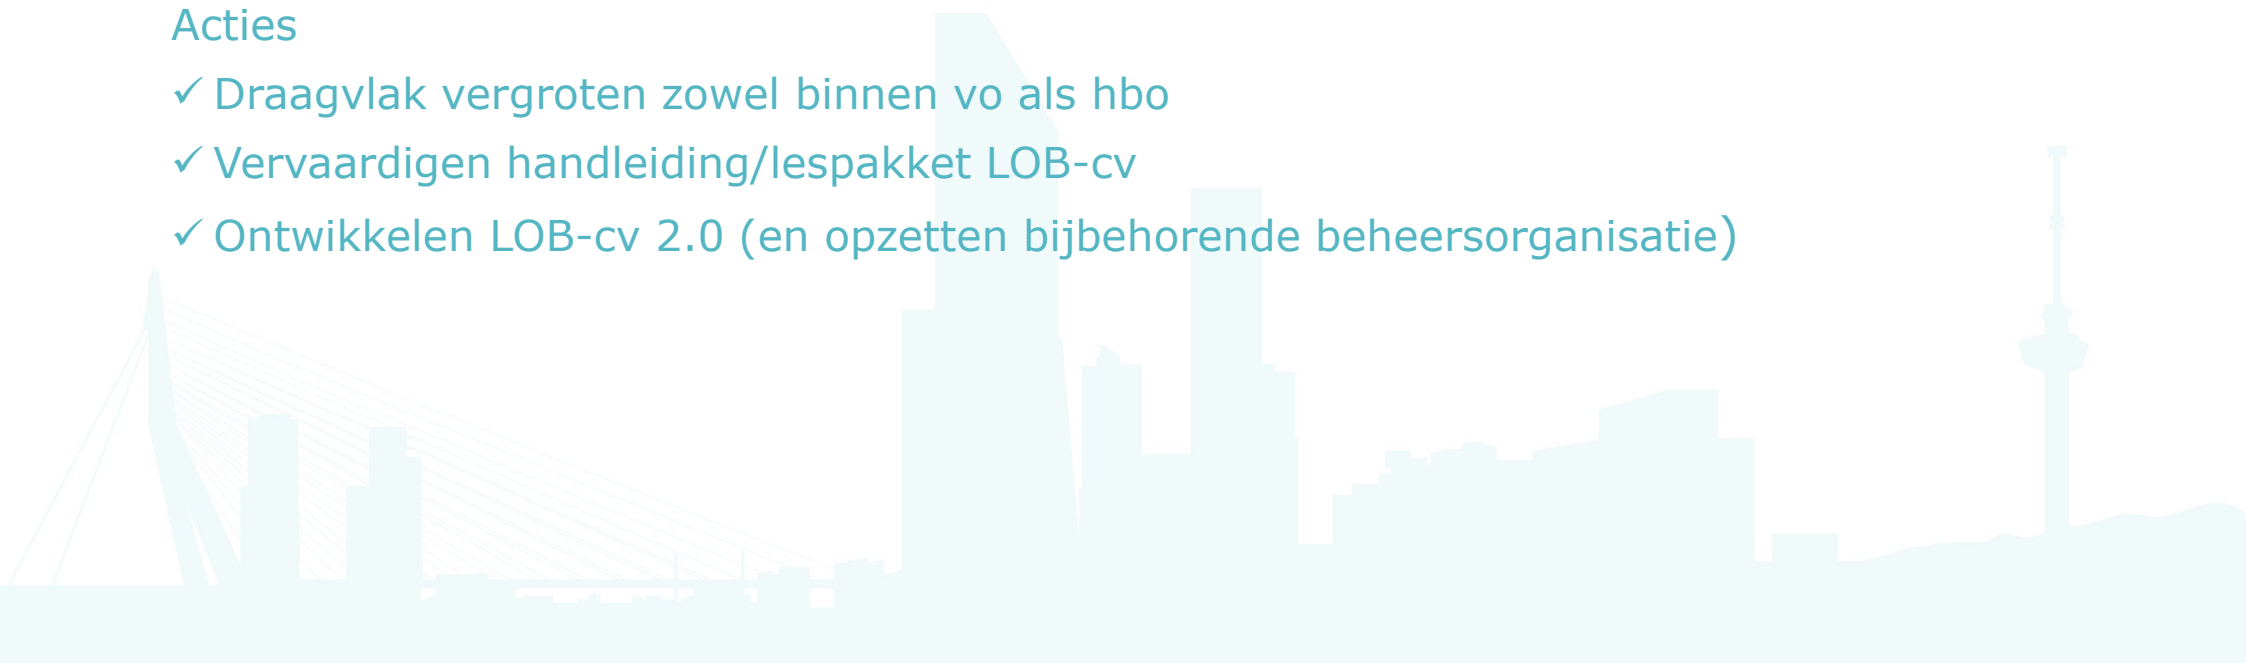 Acties
✓ Draagvlak vergroten zowel binnen vo als hbo
✓ Vervaardigen handleiding/lespakket LOB-cv
✓ Ontwikkelen LOB-cv 2.0 (en opzetten bijbehorende beheersorganisatie)